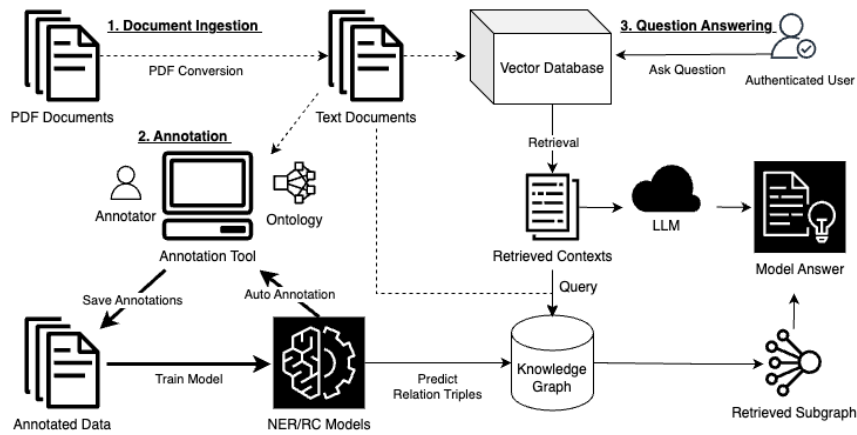 1. Document Ingestion
3. Question Answering
PDF Conversion
Vector Database
Ask Question
Authenticated User
PDF Documents
Text Documents
2. Annotation
Retrieval
Annotator
Ontology
LLM
Annotation Tool
Retrieved Contexts
Model Answer
Save Annotations
Auto Annotation
Query
Train Model
Predict
Relation Triples
Knowledge
Graph
Annotated Data
NER/RC Models
Retrieved Subgraph